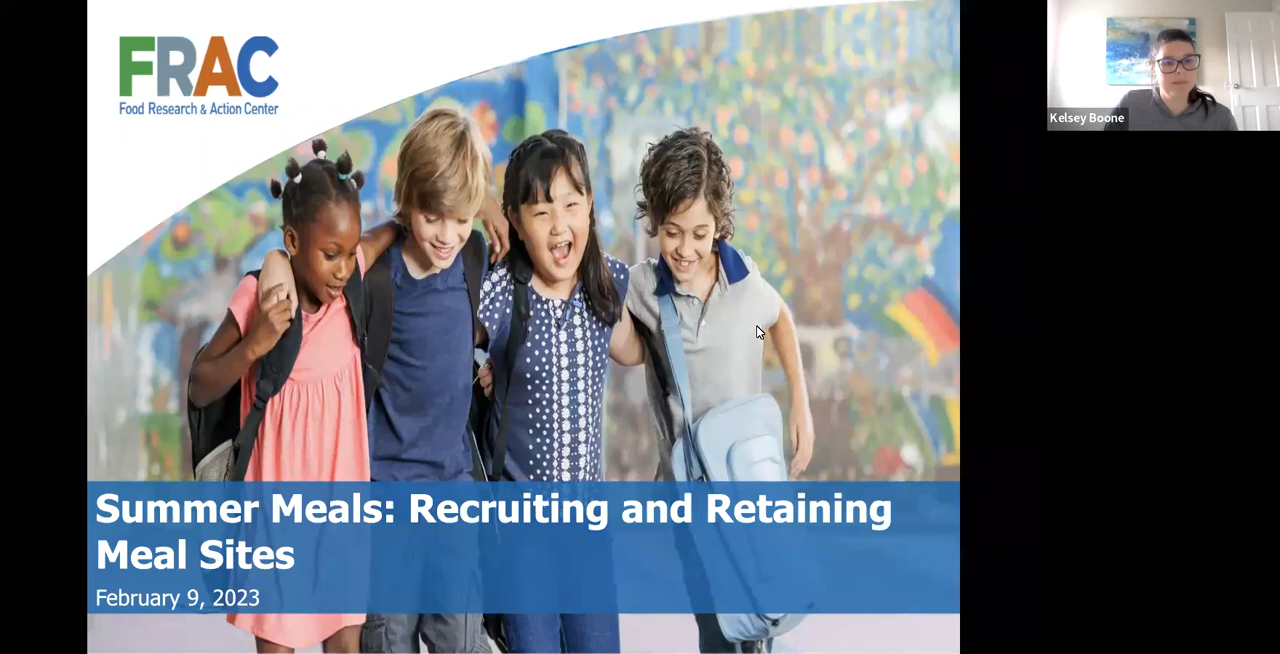 FRAC
Food Research & Action Center
Kelsey Boone
Summer Meals: Recruiting and Retaining
Meal Sites
February 9, 2023